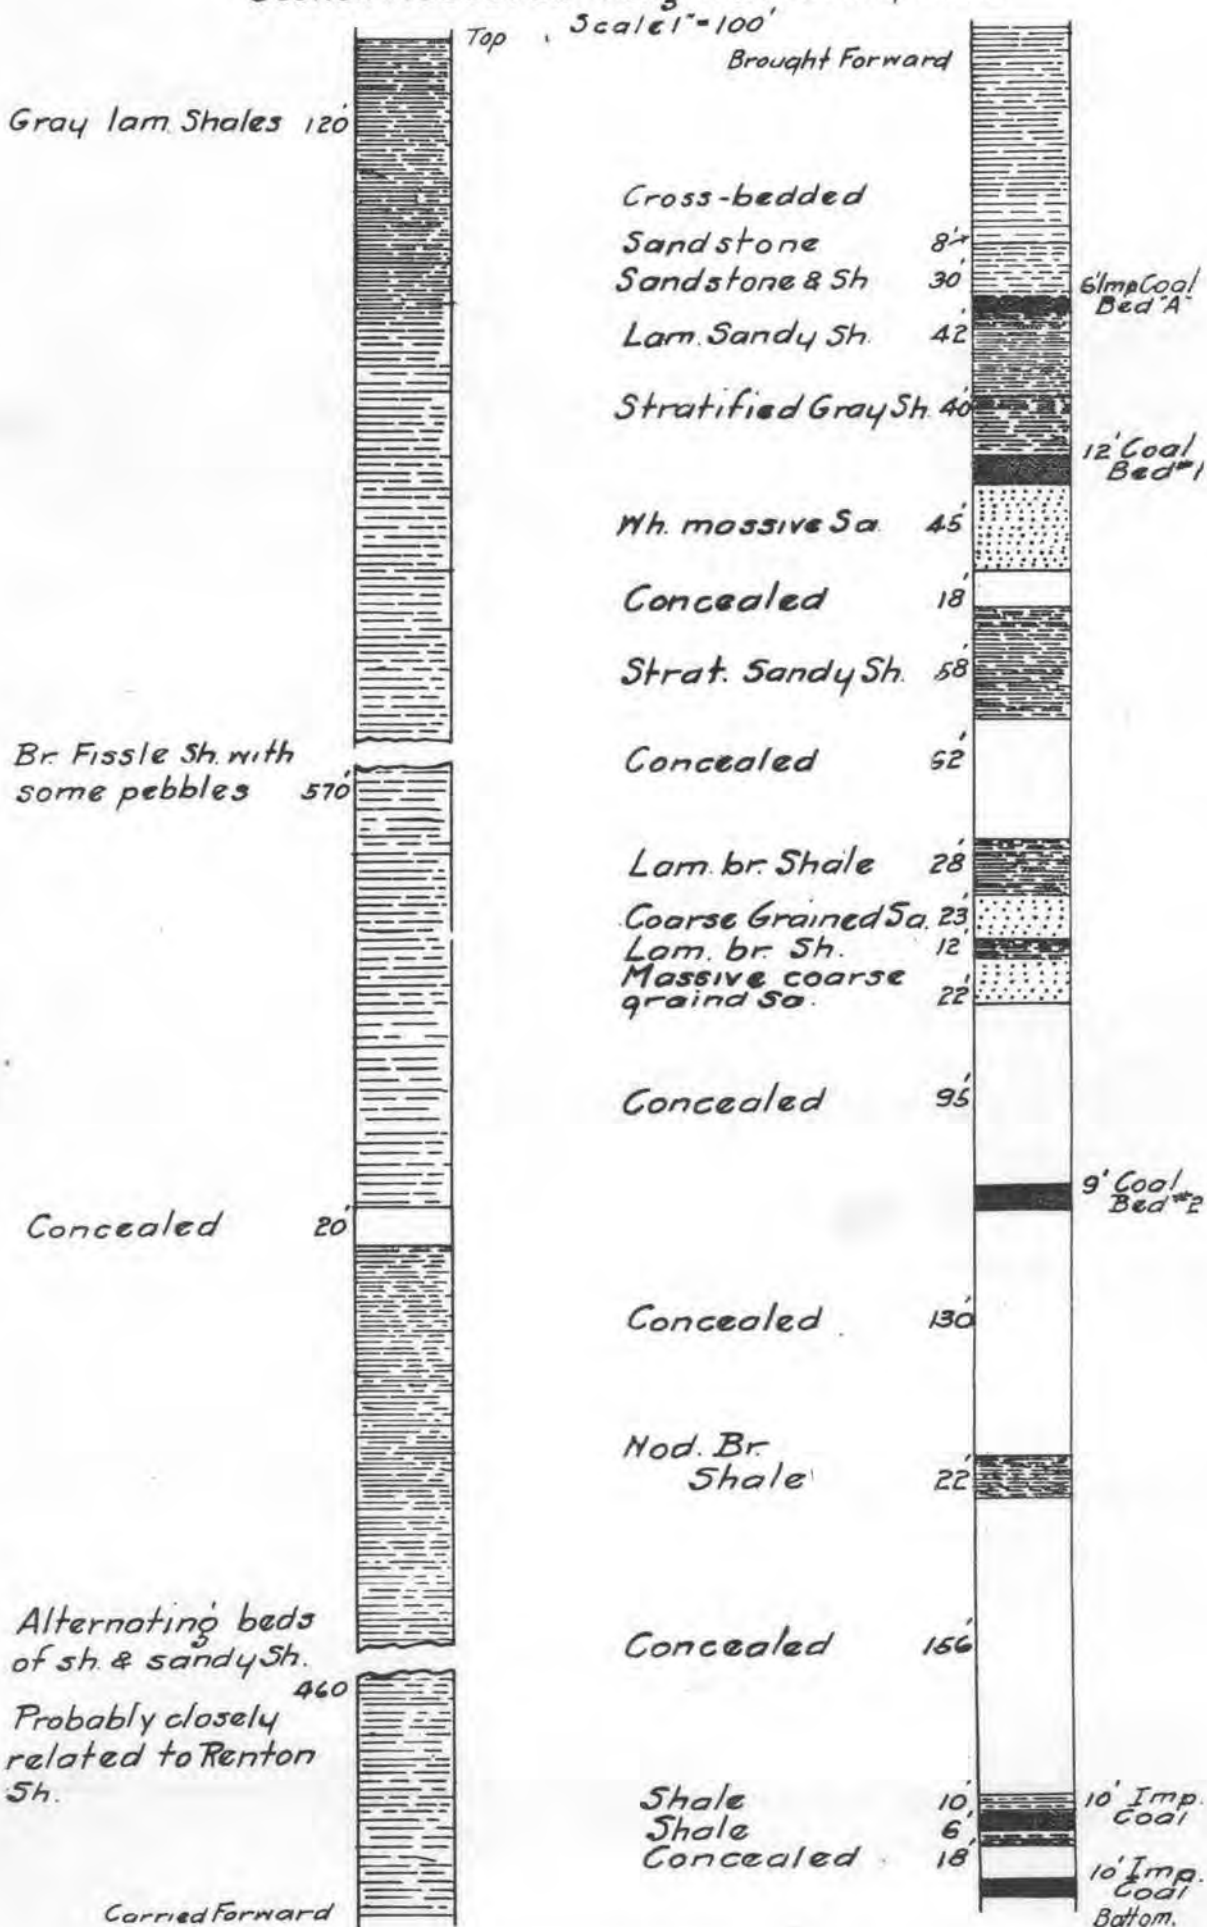 Scale 1"=100'
Top
Gray lam. Shales 120'
Br. Fissle Sh. with
some pebbles 570'
Concealed 20'
Alternating beds
of sh. & sandy Sh.
460
Probably closely
related to Renton
Sh.
Carried Forward
Brought Forward
Cross-bedded
Sandstone 8'
Sandstone & Sh 30'
6' Imp Coal
Bed "A"
Lam. Sandy Sh. 42'
Stratified Gray Sh. 40'
12' Coal
Bed #1
Wh. massive Sa. 45'
Concealed 18'
Strat. Sandy Sh. 58'
Concealed 62'
Lam. br. Shale 28'
Coarse Grained Sa. 23'
Lam. br. Sh. 12'
Massive coarse
graind Sa. 22'
Concealed 95'
9' Coal
Bed #2
Concealed 130'
Nod. Br.
Shale 22'
Concealed 156'
Shale 10'
10' Imp.
Coal
Shale 6'
Concealed 18'
10' Imp.
Coal
Bottom.